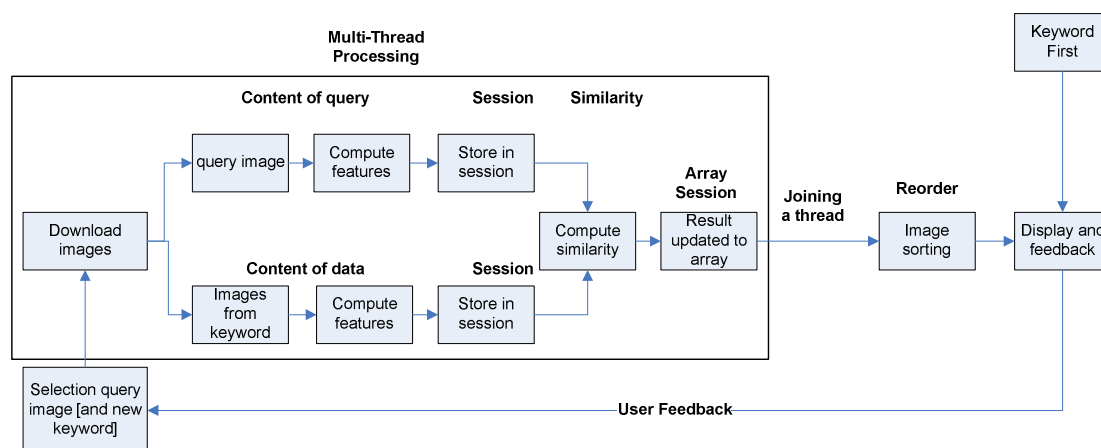 Multi-Thread
Processing
Keyword
First
Content of query
Session
Similarity
query image
Compute
features
Store in
session
Array
Session
Joining
a thread
Reorder
Download
images
Compute
similarity
Result
updated to
array
Image
sorting
Display and
feedback
Content of data
Session
Images
from
keyword
Compute
features
Store in
session
Selection query
image [and new
keyword]
User Feedback